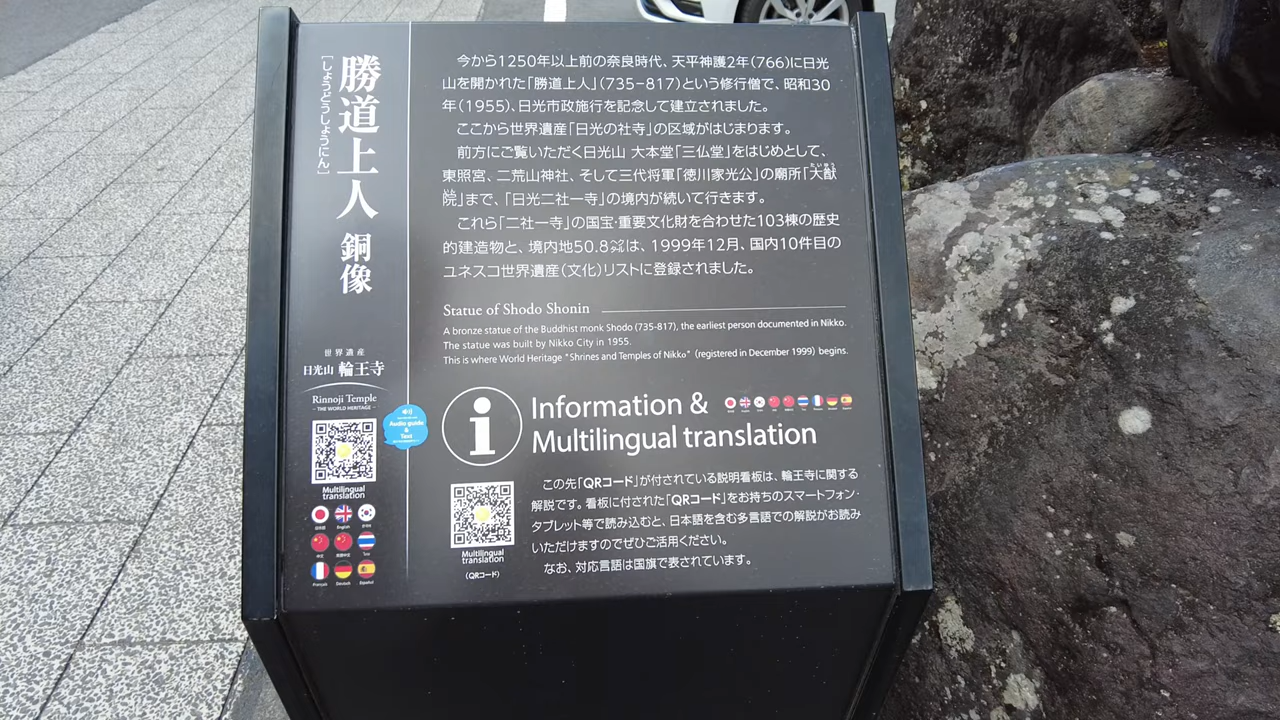 勝道上人 銅像
[しょうどうしょうにん]
世界遺産
日光山 輪王寺
Rinnoji Temple
- THE WORLD HERITAGE -
Multilingual
translation
日本語 English 한국어
中文 繁體中文 ไทย
Français Deutsch Español
Audio guide
&
Text
今から1250年以上前の奈良時代、天平神護2年(766)に日光
山を開かれた「勝道上人」(735−817)という修行僧で、昭和30
年(1955)、日光市政施行を記念して建立されました。
ここから世界遺産「日光の社寺」の区域がはじまります。
前方にご覧いただく日光山 大本堂「三仏堂」をはじめとして、
東照宮、二荒山神社、そして三代将軍「徳川家光公」の廟所「大猷
院」まで、「日光二社一寺」の境内が続いて行きます。
これら「二社一寺」の国宝·重要文化財を合わせた103棟の歴史
的建造物と、境内地50.8㌶は、1999年12月、国内10件目の
ユネスコ世界遺産(文化)リストに登録されました。
Statue of Shodo Shonin
A bronze statue of the Buddhist monk Shodo (735-817), the earliest person documented in Nikko.
The statue was built by Nikko City in 1955.
This is where World Heritage "Shrines and Temples of Nikko" (registered in December 1999) begins.
i
Information &
Multilingual translation
Multilingual
translation
(QRコード)
この先「QRコード」が付されている説明看板は、輪王寺に関する
解説です。看板に付された「QRコード」をお持ちのスマートフォン·
タブレット等で読み込むと、日本語を含む多言語での解説がお読み
いただけますのでぜひご活用ください。
なお、対応言語は国旗で表されています。